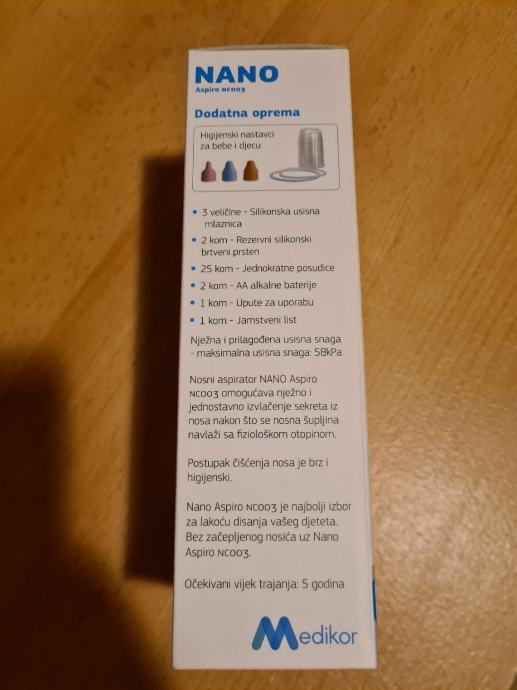 NANO
Aspiro NC003
Dodatna oprema
Higijenski nastavci
za bebe i djecu
• 3 veličine - Silikonska usisna
mlaznica
• 2 kom - Rezervni silikonski
brtveni prsten
• 25 kom - Jednokratne posudice
• 2 kom - AA alkalne baterije
• 1 kom - Upute za uporabu
• 1 kom - Jamstveni list
Nježna i prilagođena usisna snaga
- maksimalna usisna snaga: 58kPa
Nosni aspirator NANO Aspiro
NC003 omogućava nježno i
jednostavno izvlačenje sekreta iz
nosa nakon što se nosna šupljina
navlaži sa fiziološkom otopinom.
Postupak čišćenja nosa je brz i
higijenski.
Nano Aspiro NC003 je najbolji izbor
za lakoću disanja vašeg djeteta.
Bez začepljenog nosića uz Nano
Aspiro NC003.
Očekivani vijek trajanja: 5 godina
Medikor